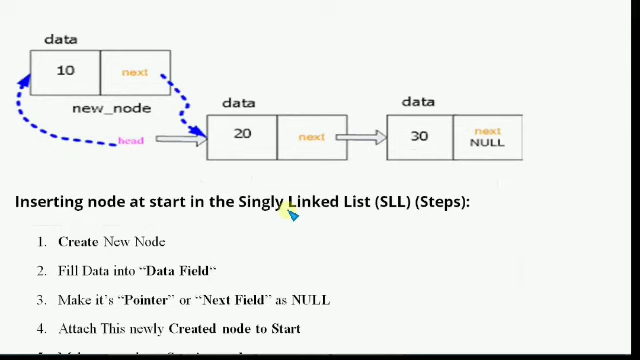 data
10 next
new_node
head
data
20 next
data
30 next
NULL
Inserting node at start in the Singly Linked List (SLL) (Steps):
1. Create New Node
2. Fill Data into “Data Field“
3. Make it's “Pointer” or “Next Field” as NULL
4. Attach This newly Created node to Start